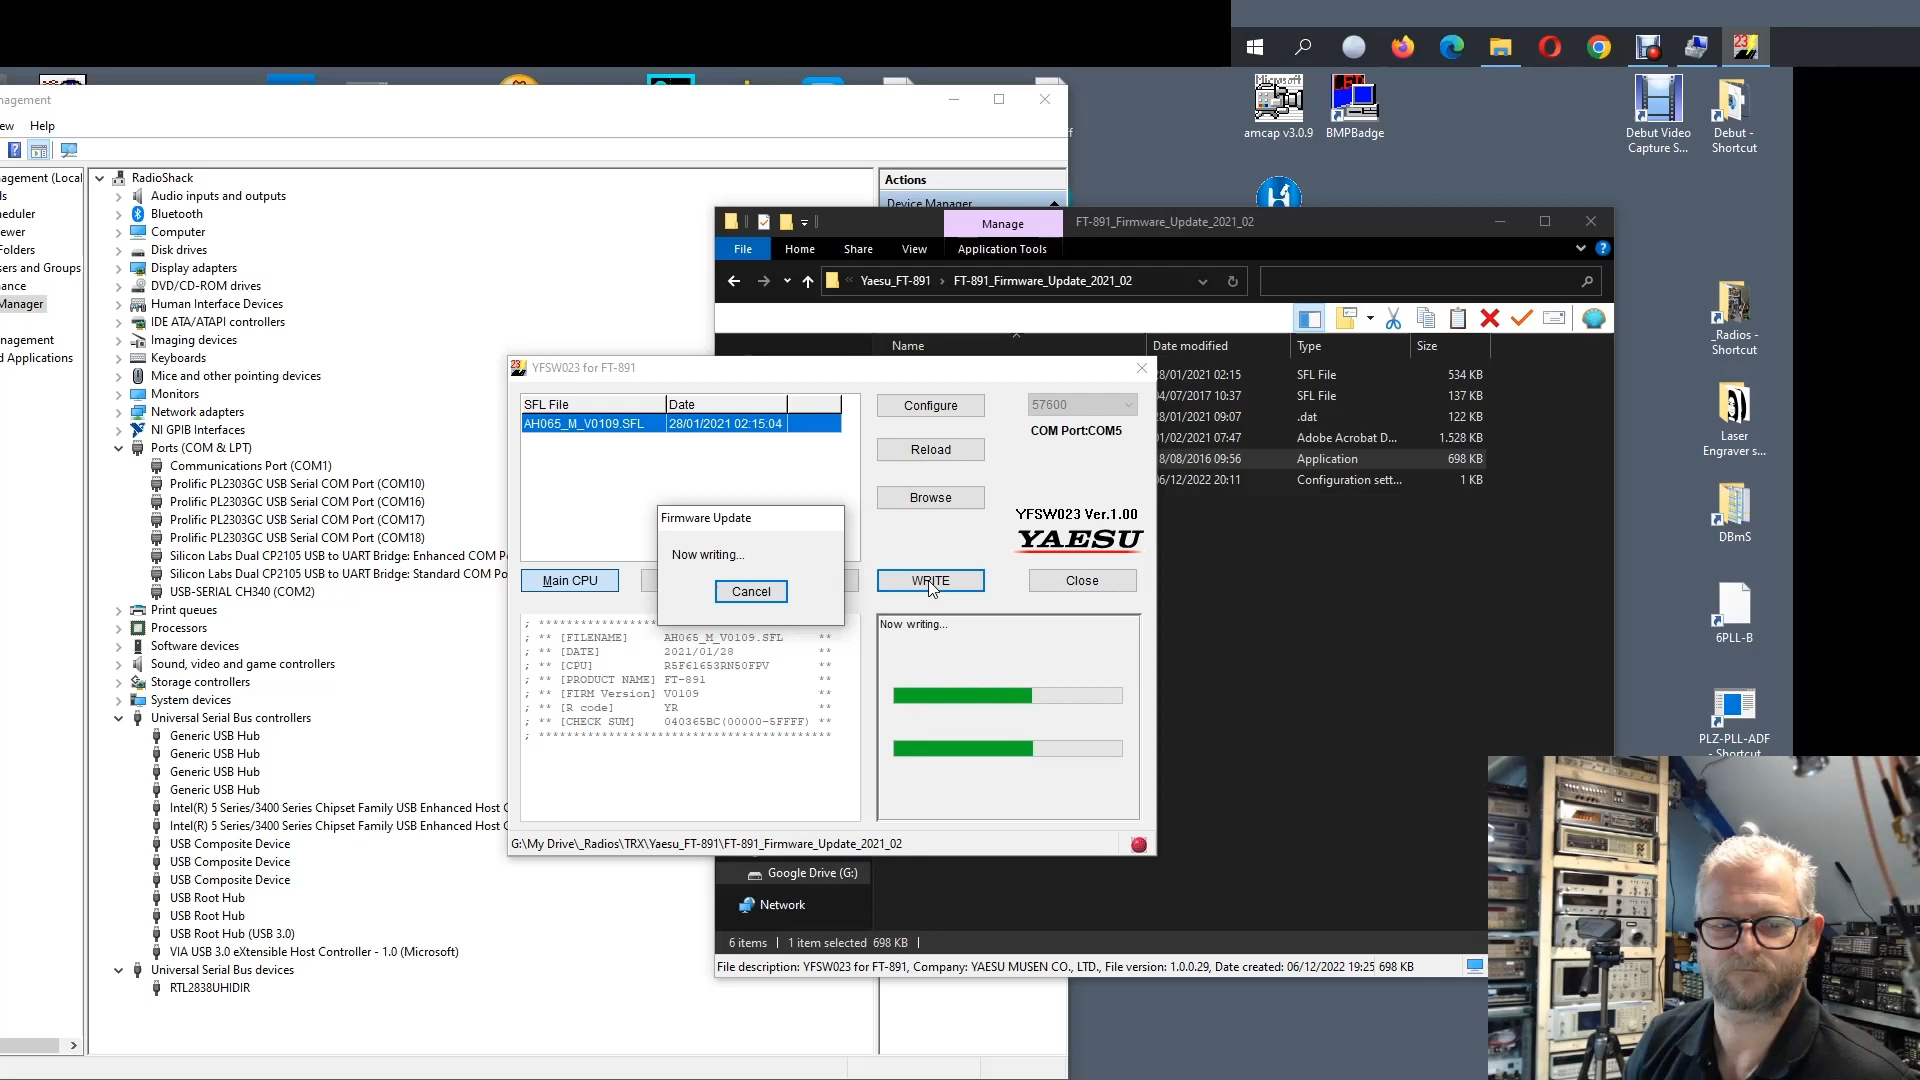 Microsoft
amcap v3.0.9
BMPBadge
Debut Video
Capture S...
Debut -
Shortcut
_Radios -
Shortcut
Laser
Engraver s...
DBmS
6PLL-B
PLZ-PLL-ADF
- Shortcut
nagement
ew
Help
agement (Local
ls
heduler
ewer
Folders
sers and Groups
ance
Manager
nagement
d Applications
RadioShack
Audio inputs and outputs
Bluetooth
Computer
Disk drives
Display adapters
DVD/CD-ROM drives
Human Interface Devices
IDE ATA/ATAPI controllers
Imaging devices
Keyboards
Mice and other pointing devices
Monitors
Network adapters
NI GPIB Interfaces
Ports (COM & LPT)
Communications Port (COM1)
Prolific PL2303GC USB Serial COM Port (COM10)
Prolific PL2303GC USB Serial COM Port (COM16)
Prolific PL2303GC USB Serial COM Port (COM17)
Prolific PL2303GC USB Serial COM Port (COM18)
Silicon Labs Dual CP2105 USB to UART Bridge: Enhanced COM P
Silicon Labs Dual CP2105 USB to UART Bridge: Standard COM Po
USB-SERIAL CH340 (COM2)
Print queues
Processors
Software devices
Sound, video and game controllers
Storage controllers
System devices
Universal Serial Bus controllers
Generic USB Hub
Generic USB Hub
Generic USB Hub
Generic USB Hub
Intel(R) 5 Series/3400 Series Chipset Family USB Enhanced Host C
Intel(R) 5 Series/3400 Series Chipset Family USB Enhanced Host C
USB Composite Device
USB Composite Device
USB Composite Device
USB Root Hub
USB Root Hub
USB Root Hub (USB 3.0)
VIA USB 3.0 eXtensible Host Controller - 1.0 (Microsoft)
Universal Serial Bus devices
RTL2838UHIDIR
Actions
Device Manager
Manage
FT-891_Firmware_Update_2021_02
File
Home
Share
View
Application Tools
« Yaesu_FT-891 › FT-891_Firmware_Update_2021_02
Name
Date modified
Type
Size
28/01/2021 02:15
SFL File
534 KB
04/07/2017 10:37
SFL File
137 KB
28/01/2021 09:07
.dat
122 KB
01/02/2021 07:47
Adobe Acrobat D...
1.528 KB
8/08/2016 09:56
Application
698 KB
06/12/2022 20:11
Configuration sett...
1 KB
Google Drive (G:)
Network
6 items
1 item selected 698 KB
File description: YFSW023 for FT-891, Company: YAESU MUSEN CO., LTD., File version: 1.0.0.29, Date created: 06/12/2022 19:25 698 KB
23
YFSW023 for FT-891
SFL File
Date
AH065_M_V0109.SFL
28/01/2021 02:15:04
Configure
57600
COM Port:COM5
Reload
Browse
YFSW023 Ver.1.00
YAESU
Main CPU
WRITE
Close
Firmware Update
Now writing...
Cancel
; ******************
; ** [FILENAME] AH065_M_V0109.SFL **
; ** [DATE] 2021/01/28 **
; ** [CPU] R5F61653RN50FPV **
; ** [PRODUCT NAME] FT-891 **
; ** [FIRM Version] V0109 **
; ** [R code] YR **
; ** [CHECK SUM] 040365BC(00000-5FFFF) **
; ******************************************
Now writing...
G:\My Drive\_Radios\TRX\Yaesu_FT-891\FT-891_Firmware_Update_2021_02